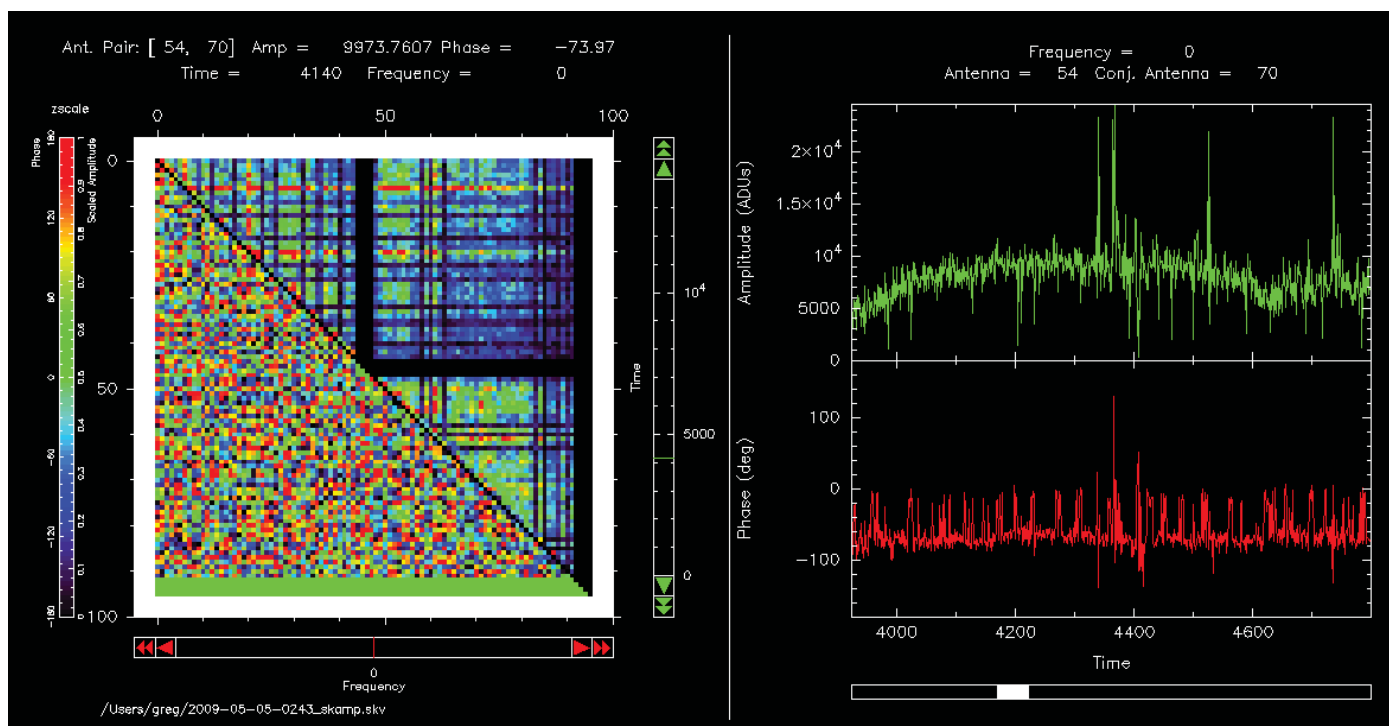 Ant. Pair: [ 54, 70] Amp = 9973.7607 Phase = −73.97
Time = 4140 Frequency = 0
zscale
0 50 100
Phase
180
120
60
0
−60
−120
−180
Scaled Amplitude
1
0.9
0.8
0.7
0.6
0.5
0.4
0.3
0.2
0.1
0
0
50
100
Time
10⁴
5000
0
0
Frequency
/Users/greg/2009−05−05−0243_skamp.skv
Frequency = 0
Antenna = 54 Conj. Antenna = 70
Amplitude (ADUs)
2×10⁴
1.5×10⁴
10⁴
5000
0
Phase (deg)
100
0
−100
4000 4200 4400 4600
Time